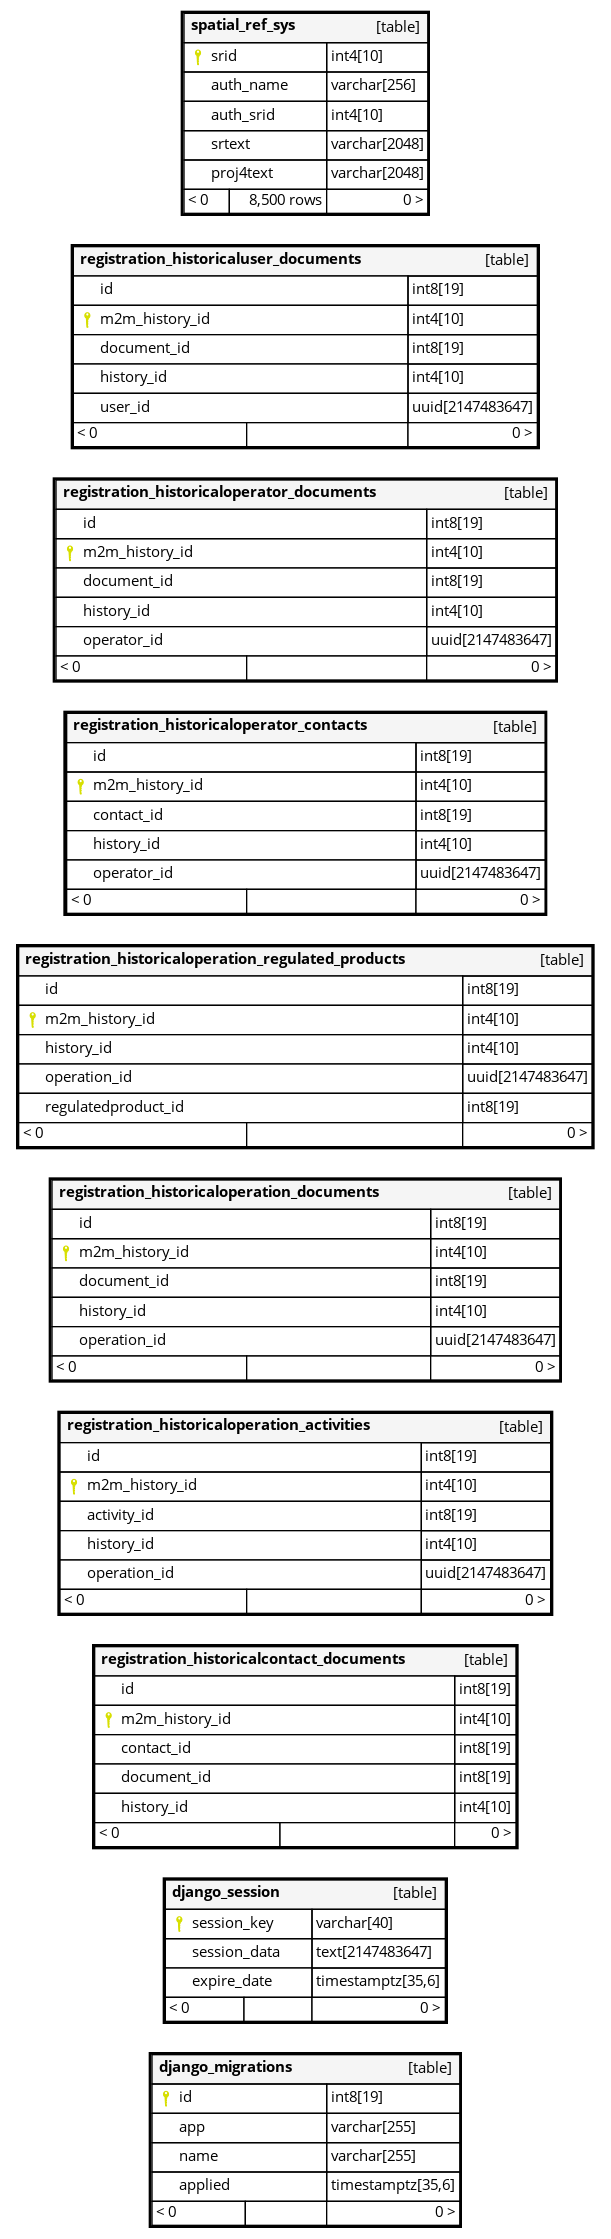 spatial_ref_sys [table]
srid int4[10]
auth_name varchar[256]
auth_srid int4[10]
srtext varchar[2048]
proj4text varchar[2048]
< 0 8,500 rows 0 >
registration_historicaluser_documents [table]
id int8[19]
m2m_history_id int4[10]
document_id int8[19]
history_id int4[10]
user_id uuid[2147483647]
< 0 0 >
registration_historicaloperator_documents [table]
id int8[19]
m2m_history_id int4[10]
document_id int8[19]
history_id int4[10]
operator_id uuid[2147483647]
< 0 0 >
registration_historicaloperator_contacts [table]
id int8[19]
m2m_history_id int4[10]
contact_id int8[19]
history_id int4[10]
operator_id uuid[2147483647]
< 0 0 >
registration_historicaloperation_regulated_products [table]
id int8[19]
m2m_history_id int4[10]
history_id int4[10]
operation_id uuid[2147483647]
regulatedproduct_id int8[19]
< 0 0 >
registration_historicaloperation_documents [table]
id int8[19]
m2m_history_id int4[10]
document_id int8[19]
history_id int4[10]
operation_id uuid[2147483647]
< 0 0 >
registration_historicaloperation_activities [table]
id int8[19]
m2m_history_id int4[10]
activity_id int8[19]
history_id int4[10]
operation_id uuid[2147483647]
< 0 0 >
registration_historicalcontact_documents [table]
id int8[19]
m2m_history_id int4[10]
contact_id int8[19]
document_id int8[19]
history_id int4[10]
< 0 0 >
django_session [table]
session_key varchar[40]
session_data text[2147483647]
expire_date timestamptz[35,6]
< 0 0 >
django_migrations [table]
id int8[19]
app varchar[255]
name varchar[255]
applied timestamptz[35,6]
< 0 0 >